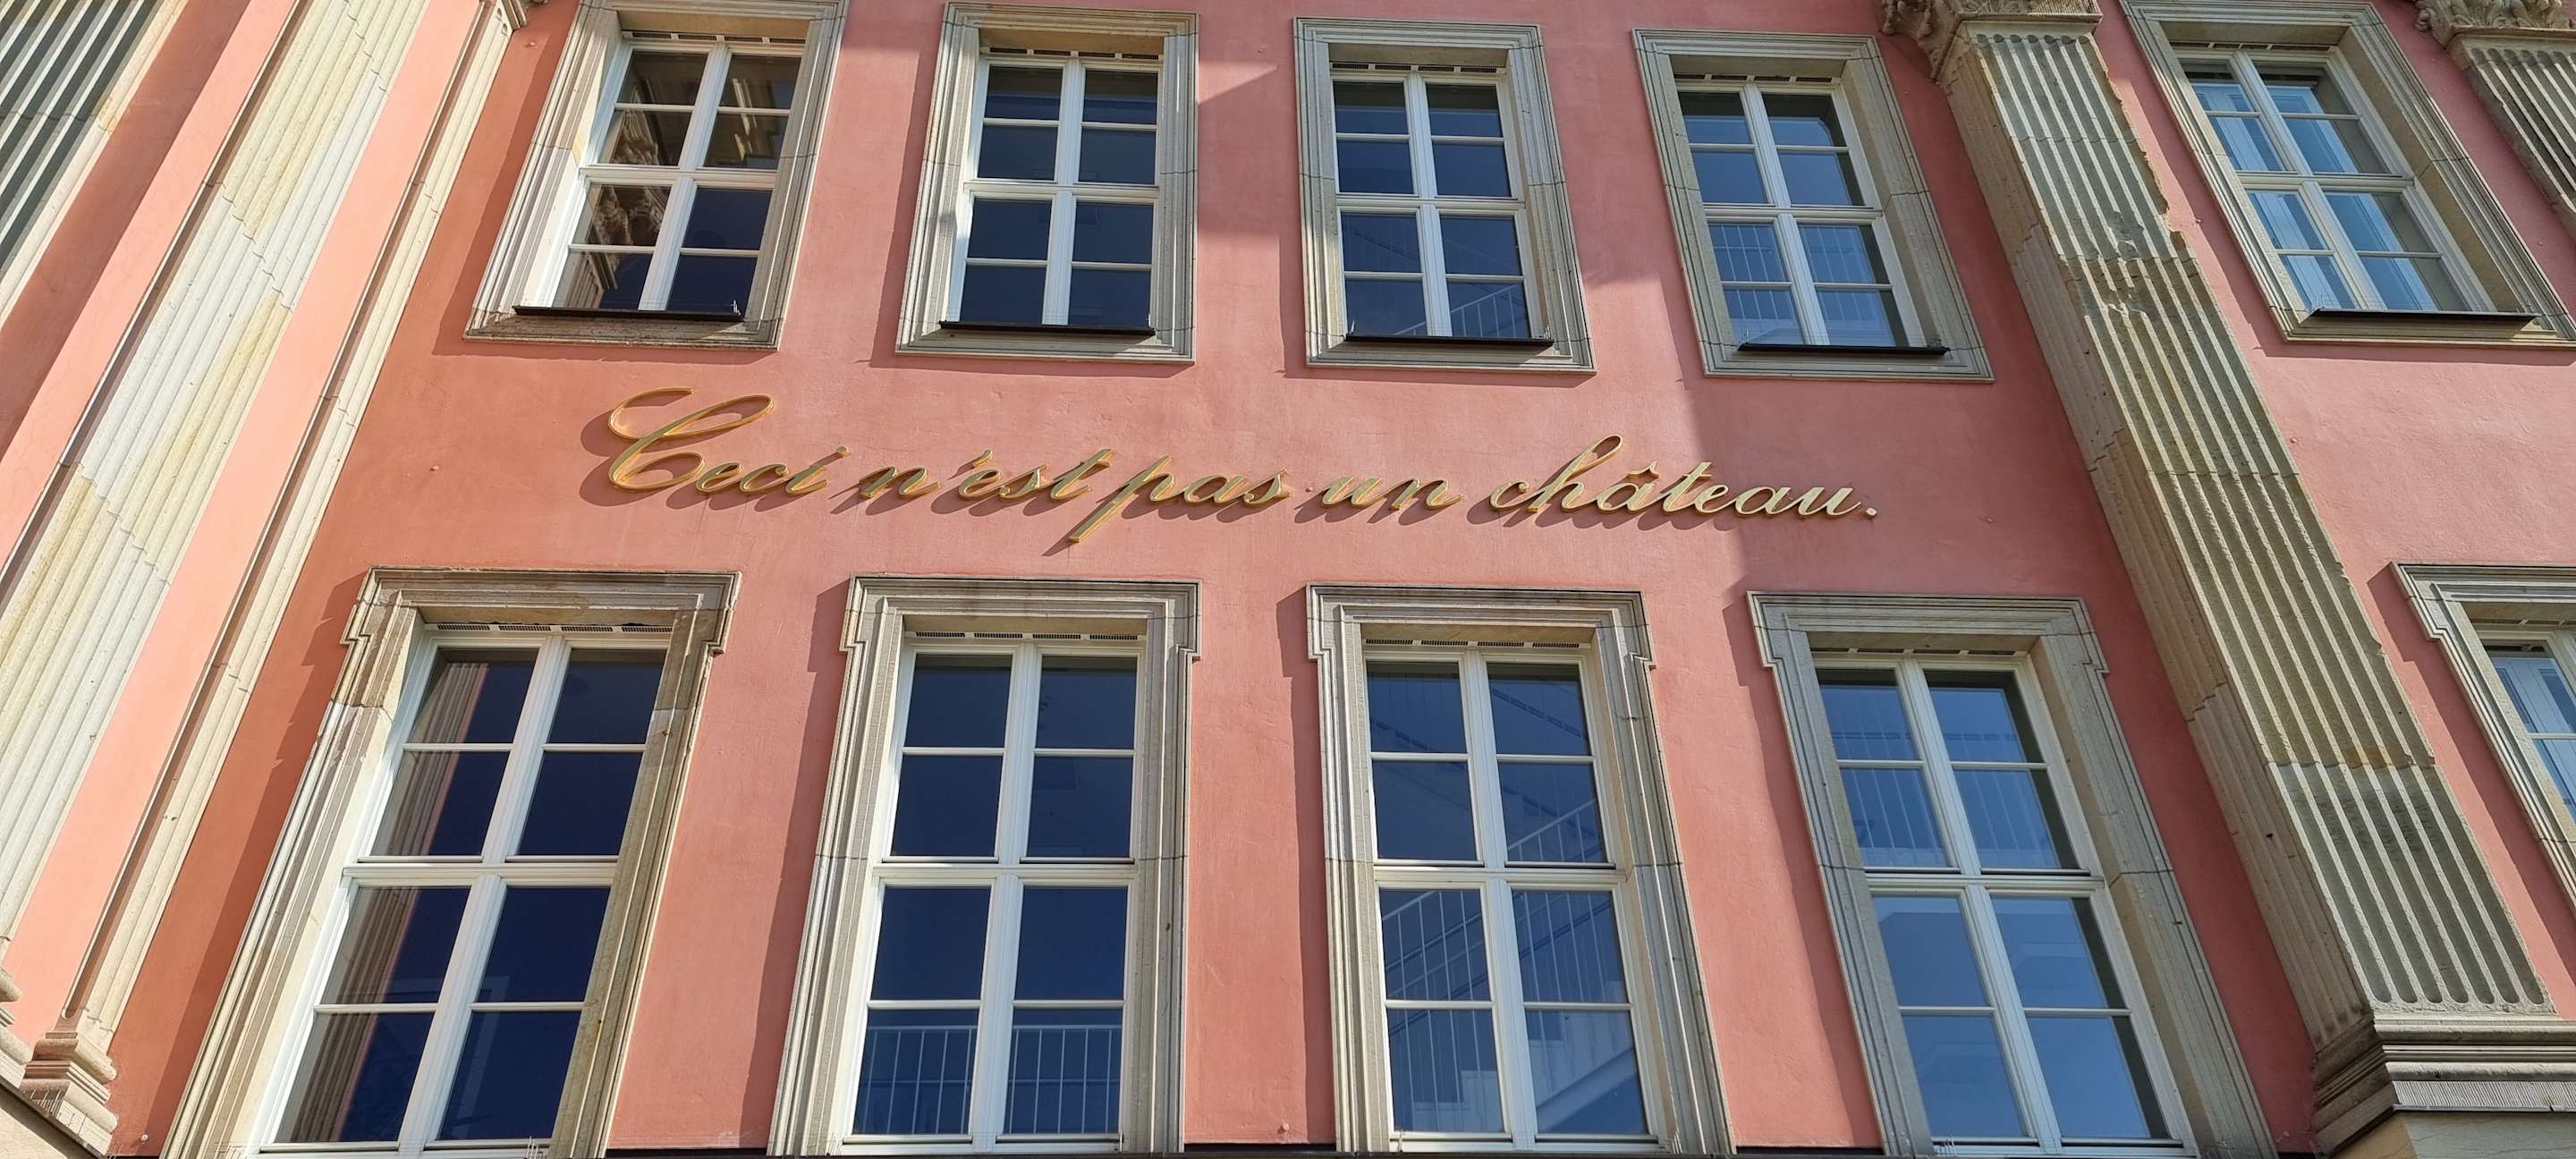 Ceci n'est pas un château.